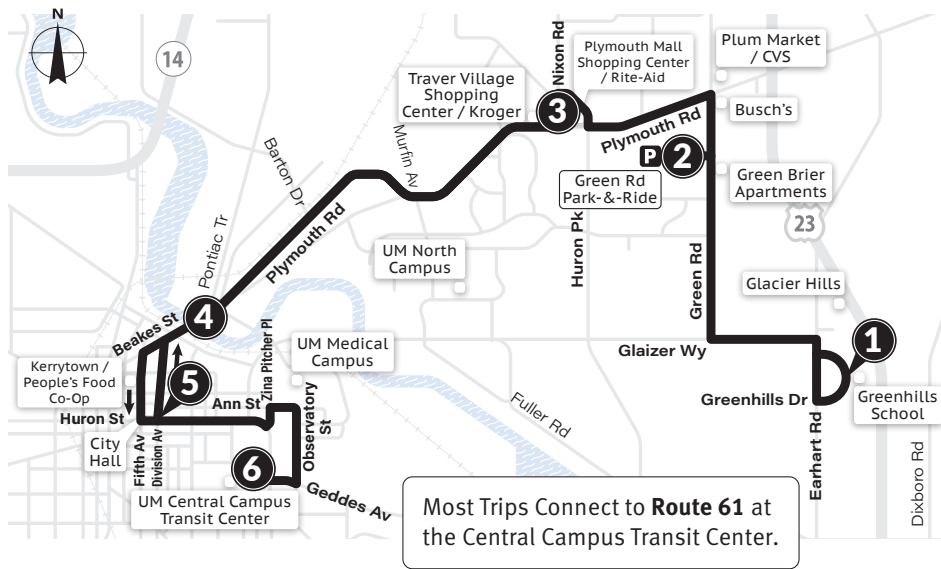 N
14
Nixon Rd
Plymouth Mall
Shopping Center
/ Rite-Aid
Plum Market
/ CVS
Traver Village
Shopping
Center / Kroger
3
Busch's
Plymouth Rd
P
2
Green Rd
Park-&-Ride
Green Brier
Apartments
Murfin Av
Barton Dr
Plymouth Rd
Pontiac Tr
UM North
Campus
Huron Pk
Green Rd
23
Glacier Hills
4
Beakes St
Zina Pitcher Pl
UM Medical
Campus
Glaizer Wy
1
Kerrytown /
People's Food
Co-Op
5
Ann St
Huron St
Observatory
St
Fuller Rd
Greenhills Dr
Greenhills
School
City
Hall
Fifth Av
Division Av
6
UM Central Campus
Transit Center
Geddes Av
Earhart Rd
Dixboro Rd
Most Trips Connect to Route 61 at
the Central Campus Transit Center.